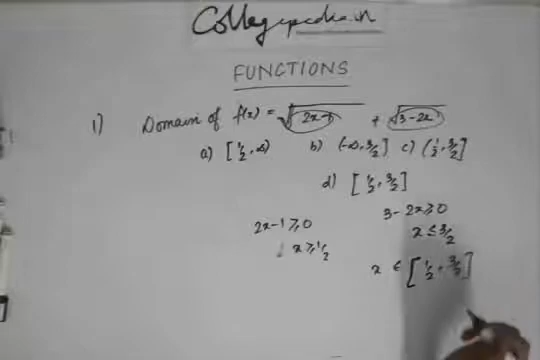 Collegepedia.in
FUNCTIONS
1) Domain of f(x) = √2x-1 + √3-2x
a) [1/2, ∞) b) (-∞, 3/2] c) (1/2, 3/2]
d) [1/2, 3/2]
2x-1 ≥ 0 3-2x ≥ 0
x ≥ 1/2 x ≤ 3/2
x ∈ [1/2, 3/2]